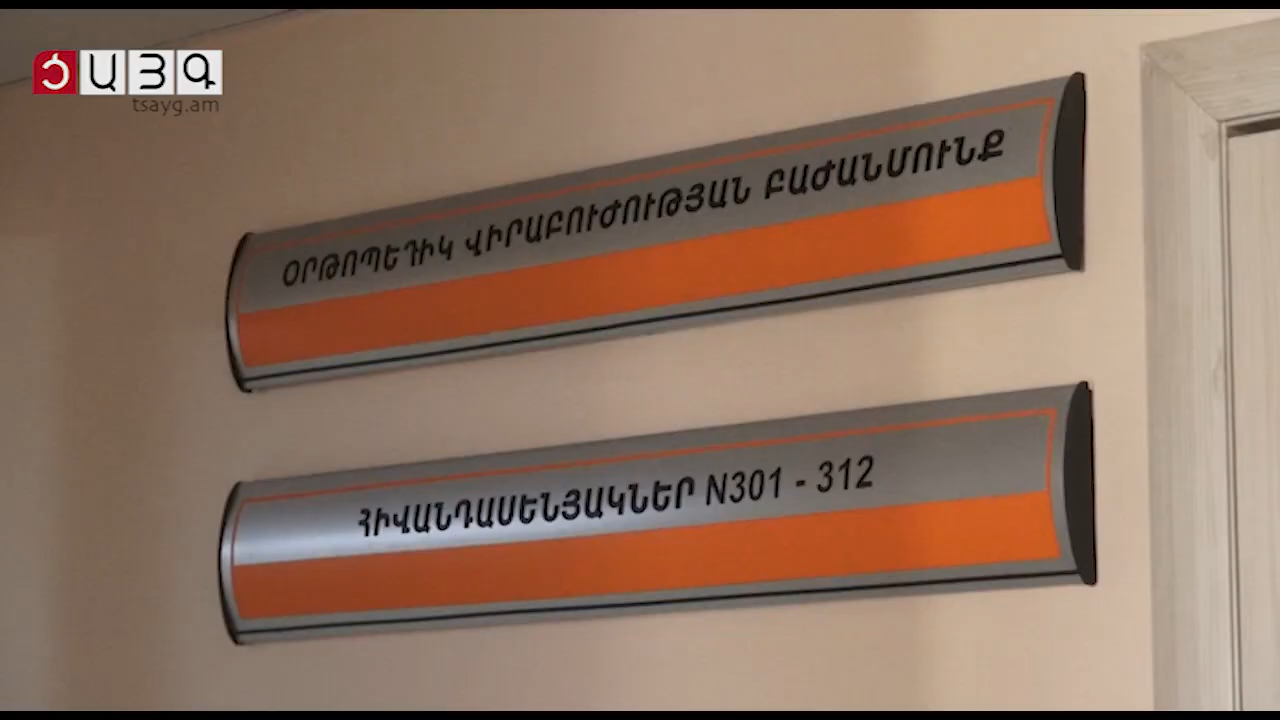 ԾԱՅԳ
tsayg.am
ՕՐԹՈՊԵԴԻԿ ՎԻՐԱԲՈՒԺՈՒԹՅԱՆ ԲԱԺԱՆՄՈՒՆՔ
ՀԻՎԱՆԴԱՍԵՆՅԱԿՆԵՐ N301 - 312